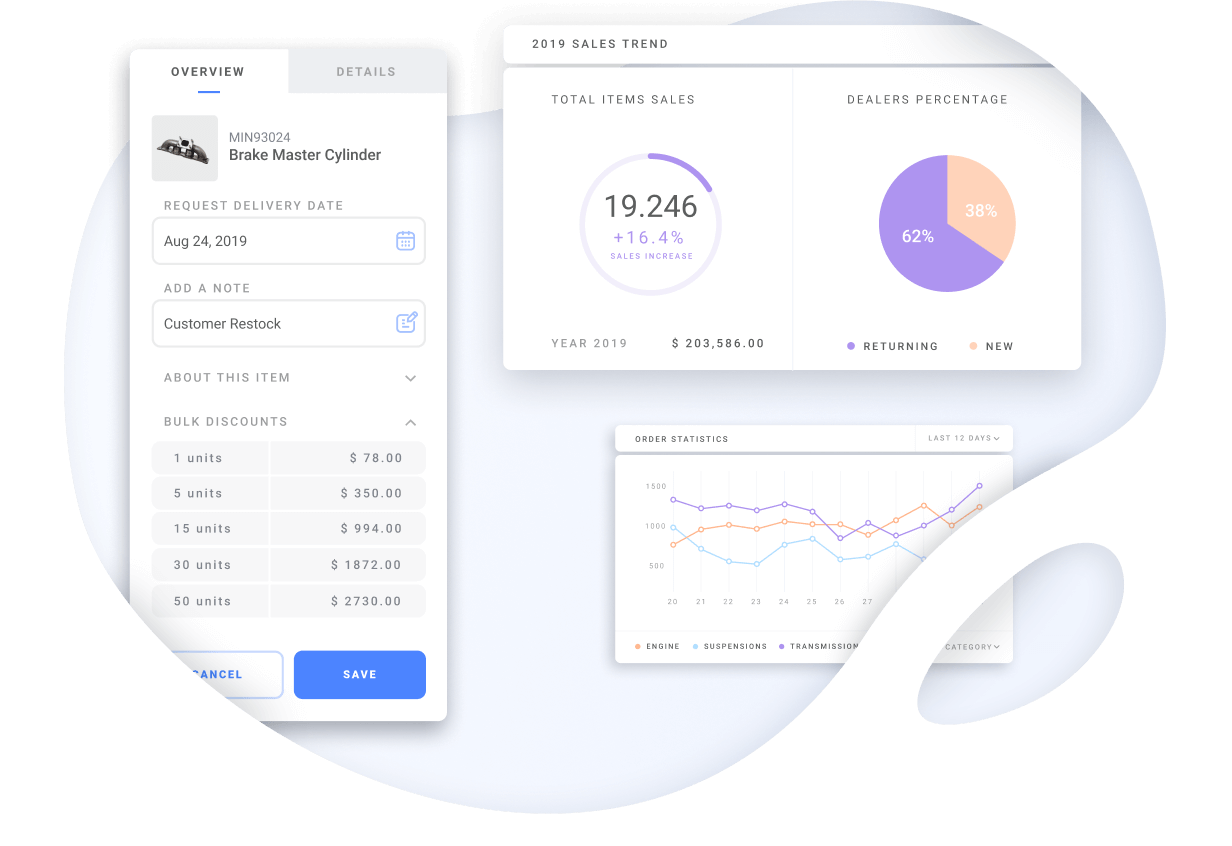 OVERVIEW
DETAILS
MIN93024
Brake Master Cylinder
REQUEST DELIVERY DATE
Aug 24, 2019
ADD A NOTE
Customer Restock
ABOUT THIS ITEM
BULK DISCOUNTS
1 units $ 78.00
5 units $ 350.00
15 units $ 994.00
30 units $ 1872.00
50 units $ 2730.00
CANCEL
SAVE
2019 SALES TREND
TOTAL ITEMS SALES
19.246
+16.4%
SALES INCREASE
YEAR 2019 $ 203,586.00
DEALERS PERCENTAGE
38%
62%
RETURNING NEW
ORDER STATISTICS
LAST 12 DAYS
1500
1000
500
20 21 22 23 24 25 26 27
ENGINE SUSPENSIONS TRANSMISSION
CATEGORY